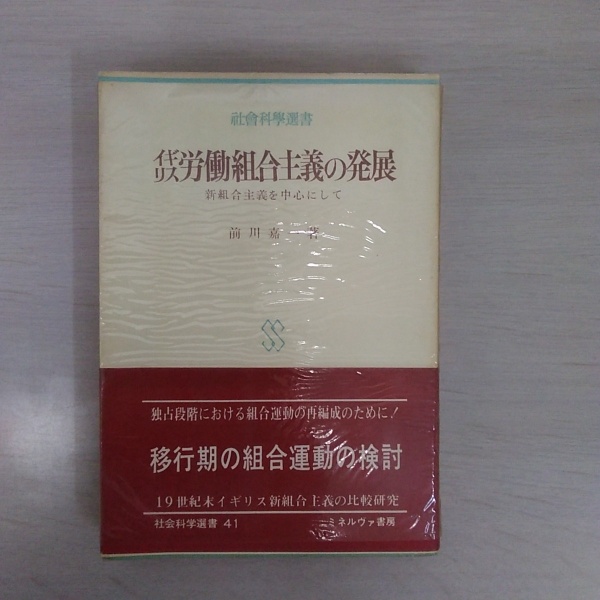 社會科學選書
イギリス労働組合主義の発展
新組合主義を中心にして
前川嘉一著
独占段階における組合運動の再編成のために!
移行期の組合運動の検討
19世紀末イギリス新組合主義の比較研究
社会科学選書 41 ミネルヴァ書房